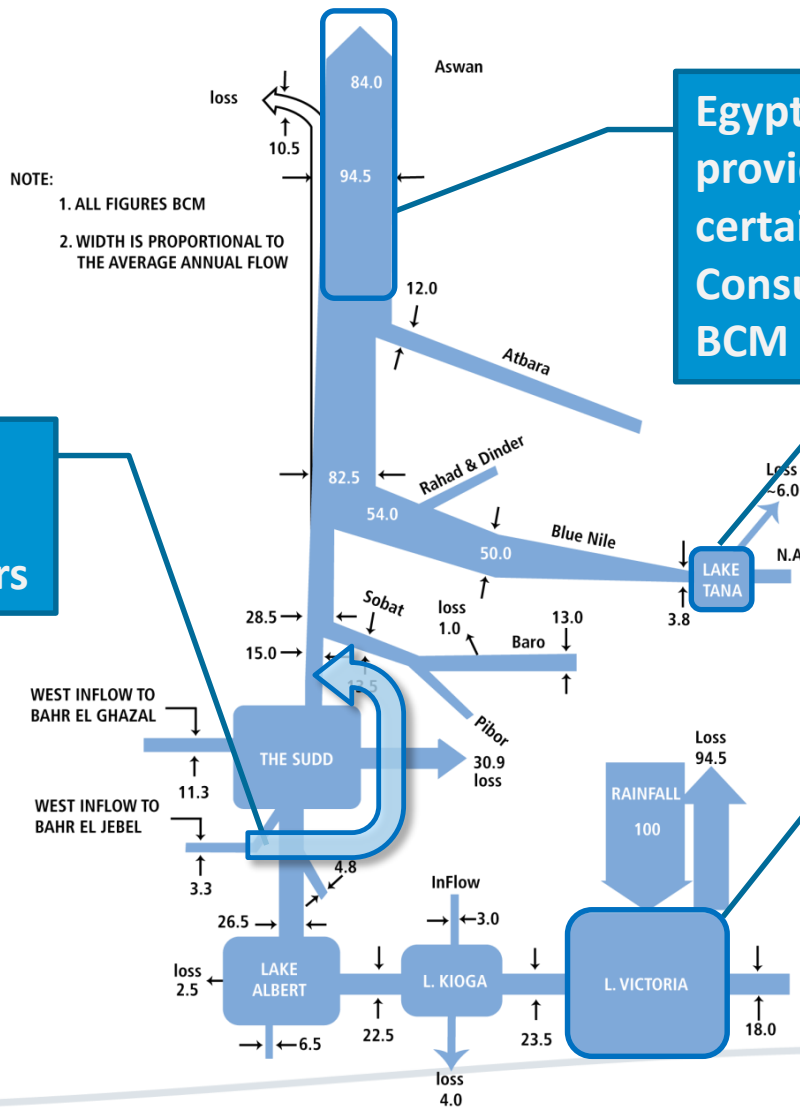 84.0
Aswan
loss
10.5
94.5
NOTE:
1. ALL FIGURES BCM
2. WIDTH IS PROPORTIONAL TO
THE AVERAGE ANNUAL FLOW
Egypt
BCM
12.0
Atbara
82.5
Rahad & Dinder
54.0
50.0
Blue Nile
Loss
~6.0
LAKE
TANA
3.8
28.5
Sobat
loss
1.0
13.0
Baro
15.0
13.5
Pibor
WEST INFLOW TO
BAHR EL GHAZAL
11.3
THE SUDD
30.9
loss
WEST INFLOW TO
BAHR EL JEBEL
3.3
4.8
Loss
94.5
RAINFALL
100
InFlow
3.0
26.5
LAKE
ALBERT
loss
2.5
6.5
22.5
L. KIOGA
23.5
L. VICTORIA
18.0
loss
4.0